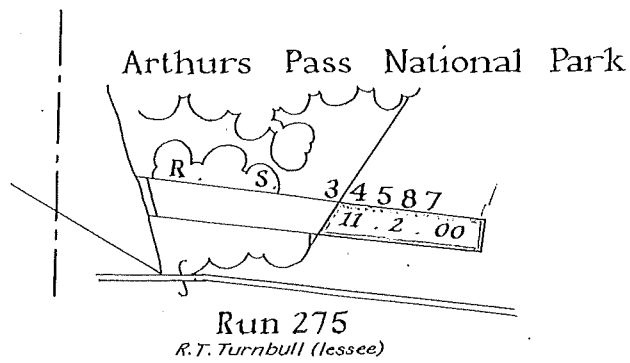 Arthurs Pass National Park
R. S.
34587
11 . 2 . 00
Run 275
R.T. Turnbull (lessee)